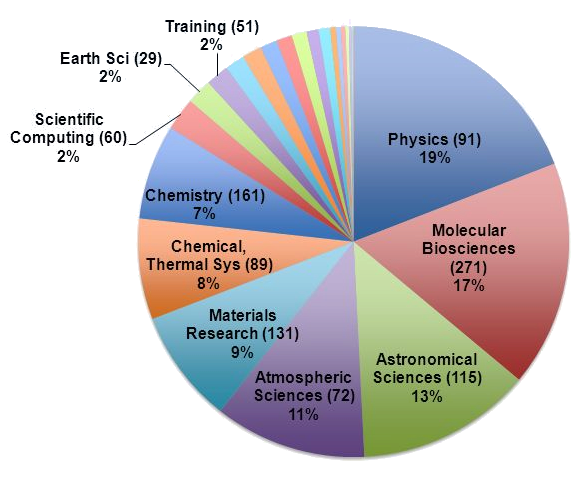 Training (51)
2%
Earth Sci (29)
2%
Scientific
Computing (60)
2%
Physics (91)
19%
Chemistry (161)
7%
Molecular
Biosciences
(271)
17%
Chemical,
Thermal Sys (89)
8%
Materials
Research (131)
9%
Astronomical
Sciences (115)
13%
Atmospheric
Sciences (72)
11%